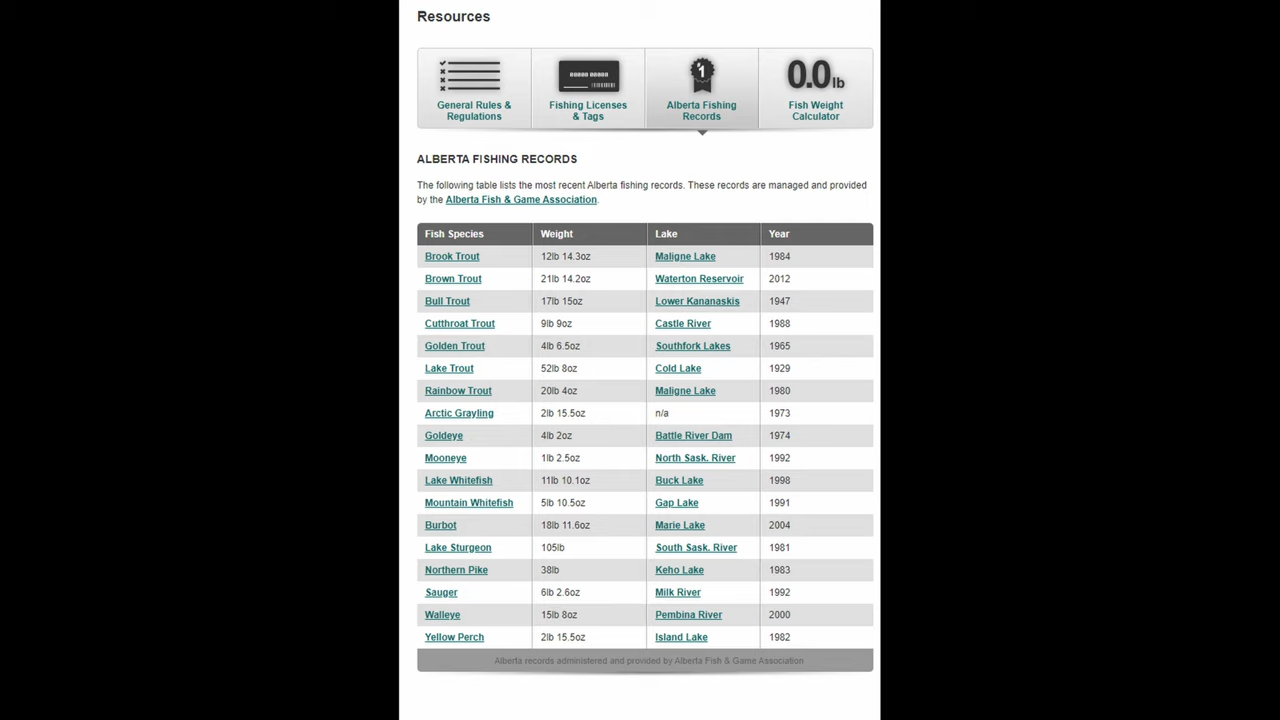 Resources
General Rules &
Regulations
Fishing Licenses
& Tags
#1
Alberta Fishing
Records
0.0lb
Fish Weight
Calculator
ALBERTA FISHING RECORDS
The following table lists the most recent Alberta fishing records. These records are managed and provided
by the Alberta Fish & Game Association.
Fish Species Weight Lake Year
Brook Trout 12lb 14.3oz Maligne Lake 1984
Brown Trout 21lb 14.2oz Waterton Reservoir 2012
Bull Trout 17lb 15oz Lower Kananaskis 1947
Cutthroat Trout 9lb 9oz Castle River 1988
Golden Trout 4lb 6.5oz Southfork Lakes 1965
Lake Trout 52lb 8oz Cold Lake 1929
Rainbow Trout 20lb 4oz Maligne Lake 1980
Arctic Grayling 2lb 15.5oz n/a 1973
Goldeye 4lb 2oz Battle River Dam 1974
Mooneye 1lb 2.5oz North Sask. River 1992
Lake Whitefish 11lb 10.1oz Buck Lake 1998
Mountain Whitefish 5lb 10.5oz Gap Lake 1991
Burbot 18lb 11.6oz Marie Lake 2004
Lake Sturgeon 105lb South Sask. River 1981
Northern Pike 38lb Keho Lake 1983
Sauger 6lb 2.6oz Milk River 1992
Walleye 15lb 8oz Pembina River 2000
Yellow Perch 2lb 15.5oz Island Lake 1982
Alberta records administered and provided by Alberta Fish & Game Association